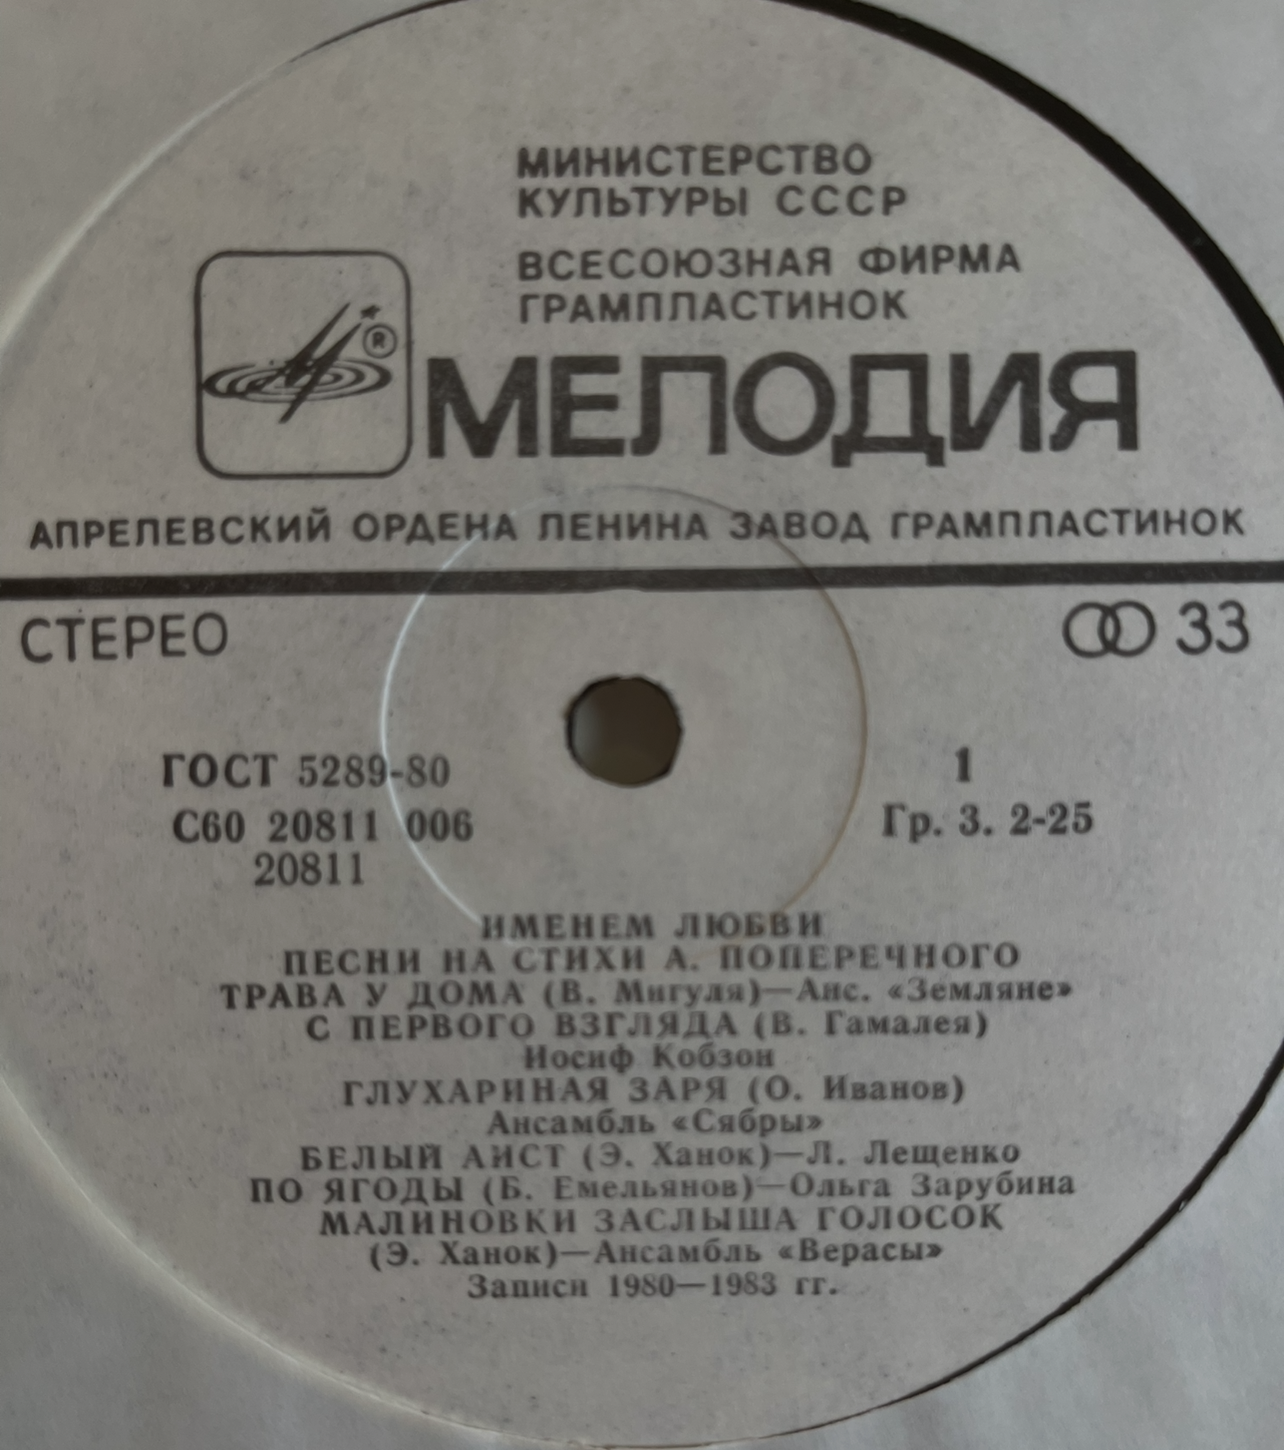 МИНИСТЕРСТВО
КУЛЬТУРЫ СССР
ВСЕСОЮЗНАЯ ФИРМА
ГРАМПЛАСТИНОК
®
МЕЛОДИЯ
АПРЕЛЕВСКИЙ ОРДЕНА ЛЕНИНА ЗАВОД ГРАМПЛАСТИНОК
СТЕРЕО
33
ГОСТ 5289-80
1
С60 20811 006
Гр. 3. 2-25
20811
ИМЕНЕМ ЛЮБВИ
ПЕСНИ НА СТИХИ А. ПОПЕРЕЧНОГО
ТРАВА У ДОМА (В. Мигуля)—Анс. «Земляне»
С ПЕРВОГО ВЗГЛЯДА (В. Гамалея)
Иосиф Кобзон
ГЛУХАРИНАЯ ЗАРЯ (О. Иванов)
Ансамбль «Сябры»
БЕЛЫЙ АИСТ (Э. Ханок)—Л. Лещенко
ПО ЯГОДЫ (Б. Емельянов)—Ольга Зарубина
МАЛИНОВКИ ЗАСЛЫША ГОЛОСОК
(Э. Ханок)—Ансамбль «Верасы»
Записи 1980—1983 гг.